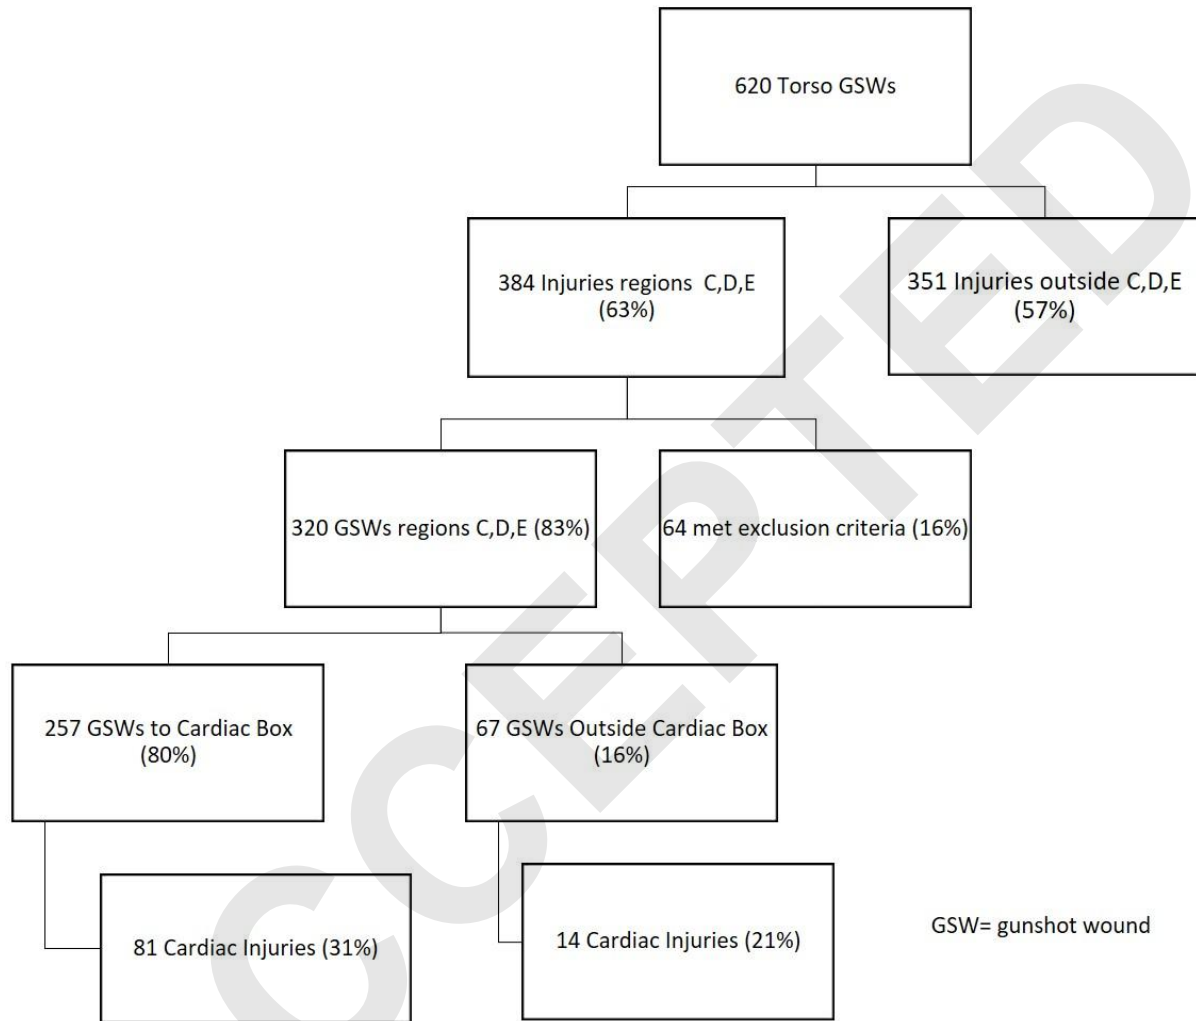 620 Torso GSWs
384 Injuries regions C,D,E
(63%)
351 Injuries outside C,D,E
(57%)
320 GSWs regions C,D,E (83%)
64 met exclusion criteria (16%)
257 GSWs to Cardiac Box
(80%)
67 GSWs Outside Cardiac Box
(16%)
81 Cardiac Injuries (31%)
14 Cardiac Injuries (21%)
GSW= gunshot wound
CCEPTED